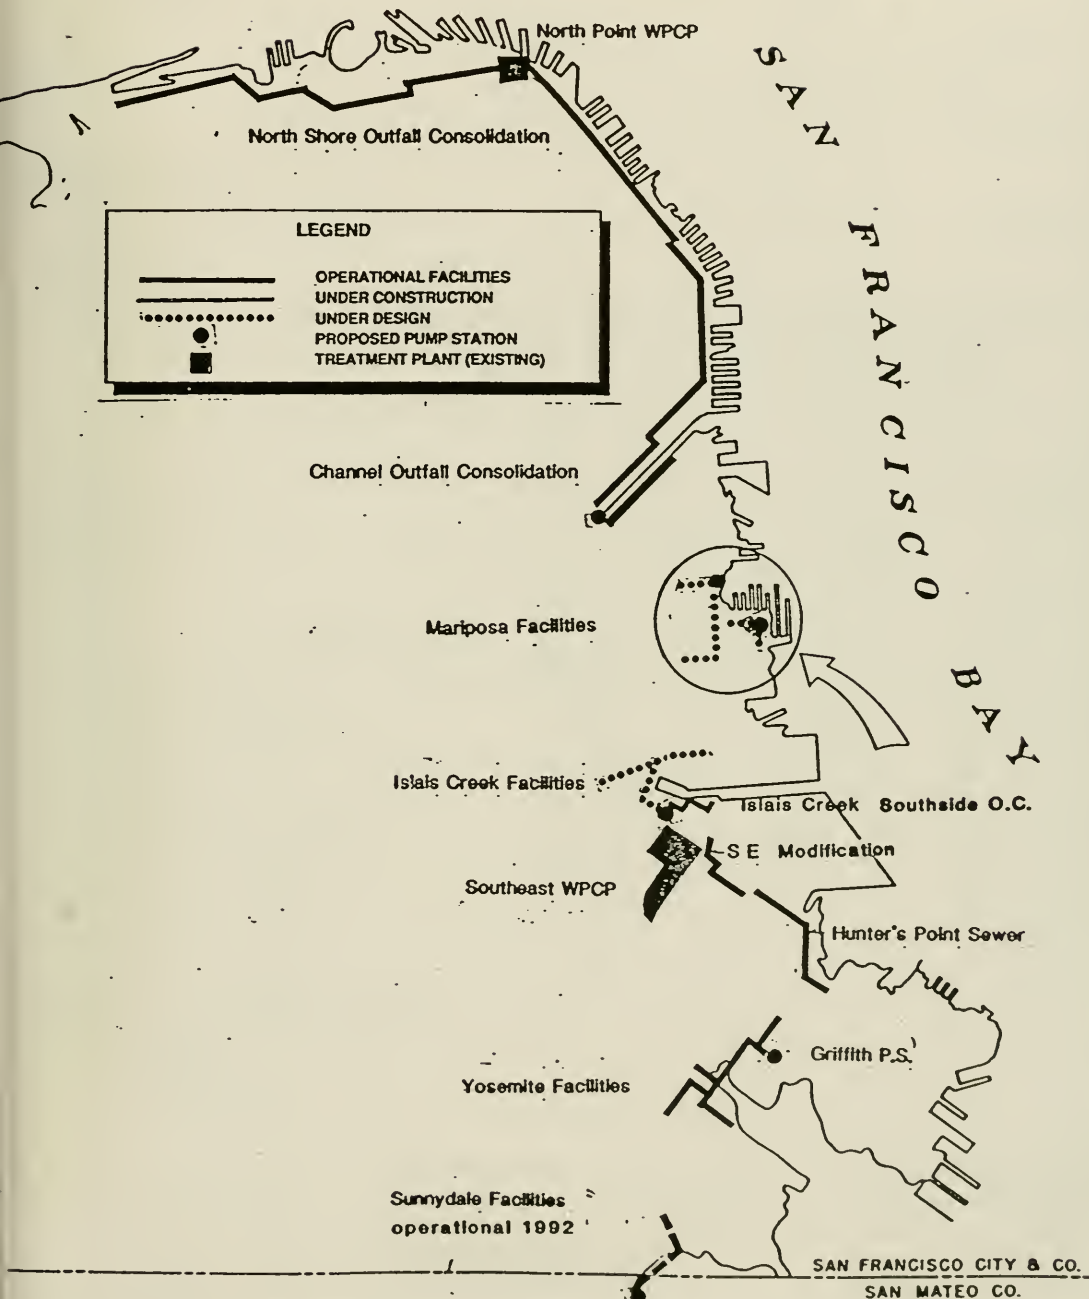 North Point WPCP
SAN FRANCISCO BAY
North Shore Outfall Consolidation
LEGEND
OPERATIONAL FACILITIES
UNDER CONSTRUCTION
UNDER DESIGN
PROPOSED PUMP STATION
TREATMENT PLANT (EXISTING)
Channel Outfall Consolidation
Mariposa Facilities
Islais Creek Facilities
Islais Creek Southside O.C.
S E Modification
Southeast WPCP
Hunter's Point Sewer
Griffith P.S.
Yosemite Facilities
Sunnydale Facilities
operational 1992
SAN FRANCISCO CITY & CO.
SAN MATEO CO.